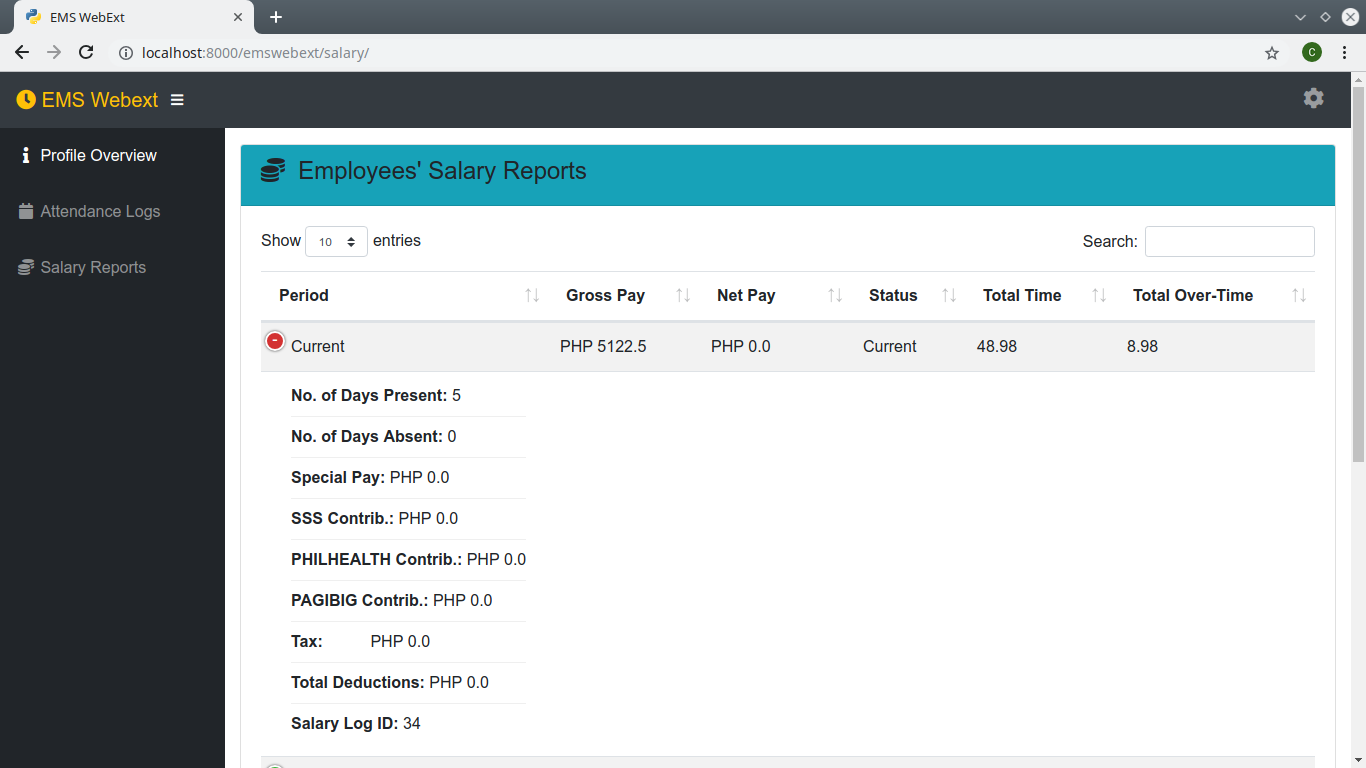 EMS WebExt
localhost:8000/emswebext/salary/
C
EMS Webext
Profile Overview
Attendance Logs
Salary Reports
Employees' Salary Reports
Show 10 entries
Search:
Period Gross Pay Net Pay Status Total Time Total Over-Time
- Current PHP 5122.5 PHP 0.0 Current 48.98 8.98
No. of Days Present: 5
No. of Days Absent: 0
Special Pay: PHP 0.0
SSS Contrib.: PHP 0.0
PHILHEALTH Contrib.: PHP 0.0
PAGIBIG Contrib.: PHP 0.0
Tax: PHP 0.0
Total Deductions: PHP 0.0
Salary Log ID: 34